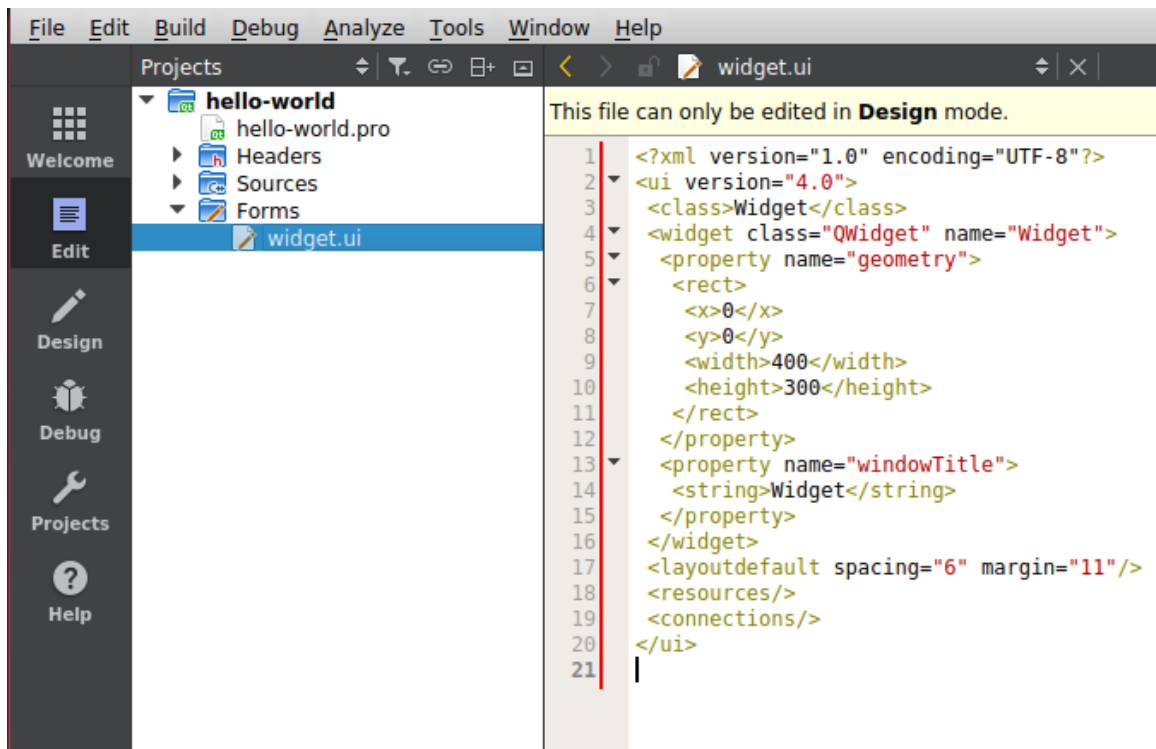 File Edit Build Debug Analyze Tools Window Help
Projects
widget.ui
Welcome
Edit
Design
Debug
Projects
Help
hello-world
hello-world.pro
Headers
Sources
Forms
widget.ui
This file can only be edited in Design mode.
1 <?xml version="1.0" encoding="UTF-8"?>
2 <ui version="4.0">
3 <class>Widget</class>
4 <widget class="QWidget" name="Widget">
5 <property name="geometry">
6 <rect>
7 <x>0</x>
8 <y>0</y>
9 <width>400</width>
10 <height>300</height>
11 </rect>
12 </property>
13 <property name="windowTitle">
14 <string>Widget</string>
15 </property>
16 </widget>
17 <layoutdefault spacing="6" margin="11"/>
18 <resources/>
19 <connections/>
20 </ui>
21